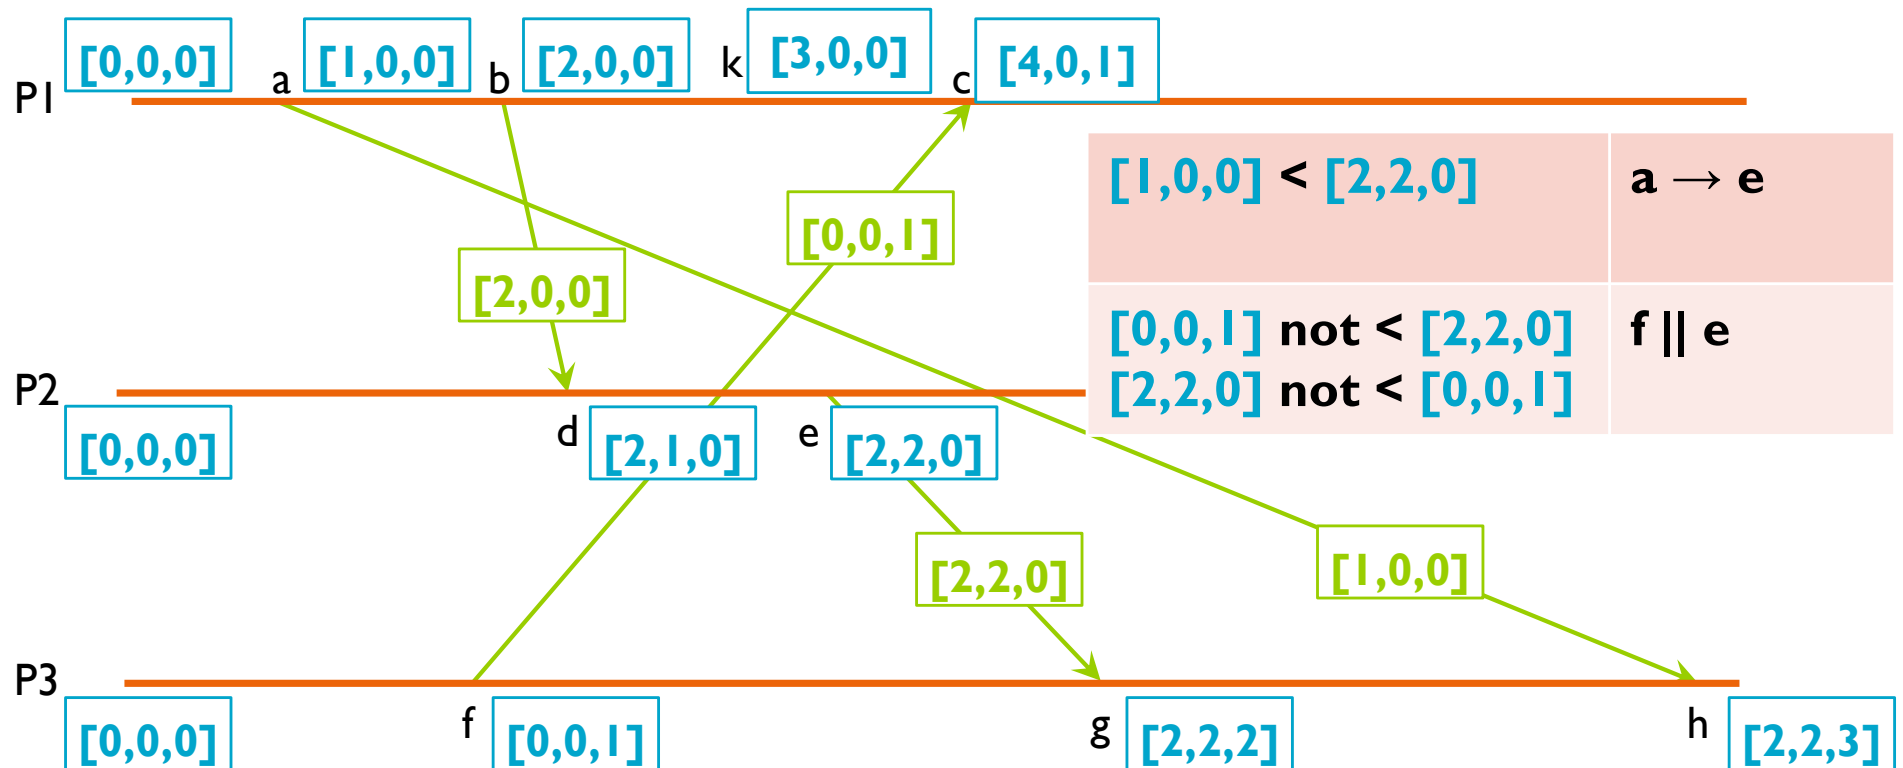 [0,0,0] a [1,0,0] b [2,0,0] k [3,0,0] c [4,0,1]
P1
[1,0,0] < [2,2,0] a → e
[0,0,1]
[2,0,0]
[0,0,1] not < [2,2,0] f || e
[2,2,0] not < [0,0,1]
P2
[0,0,0] d [2,1,0] e [2,2,0]
[2,2,0] [1,0,0]
P3
[0,0,0] f [0,0,1] g [2,2,2] h [2,2,3]